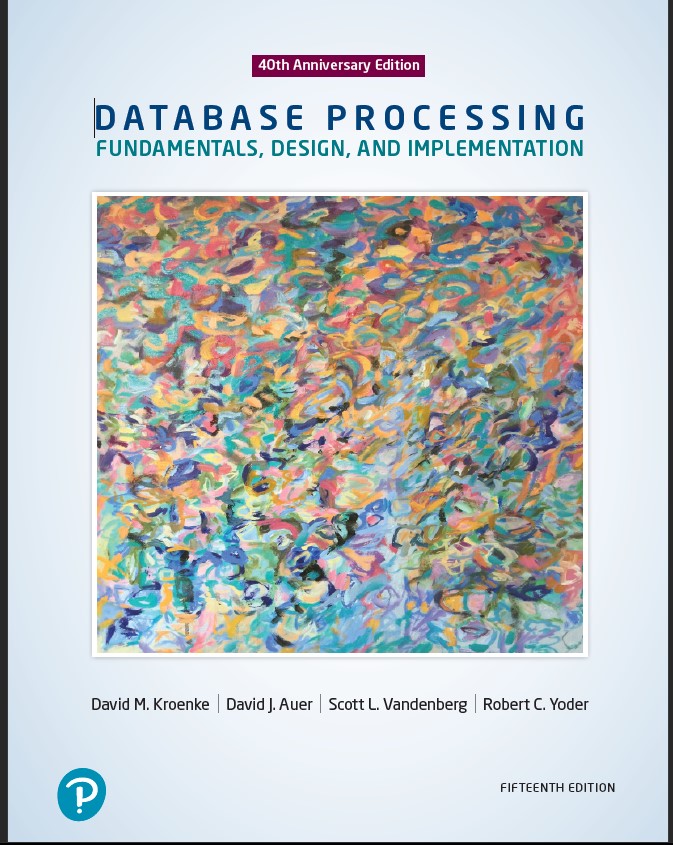 40th Anniversary Edition
DATABASE PROCESSING
FUNDAMENTALS, DESIGN, AND IMPLEMENTATION
David M. Kroenke | David J. Auer | Scott L. Vandenberg | Robert C. Yoder
P
FIFTEENTH EDITION